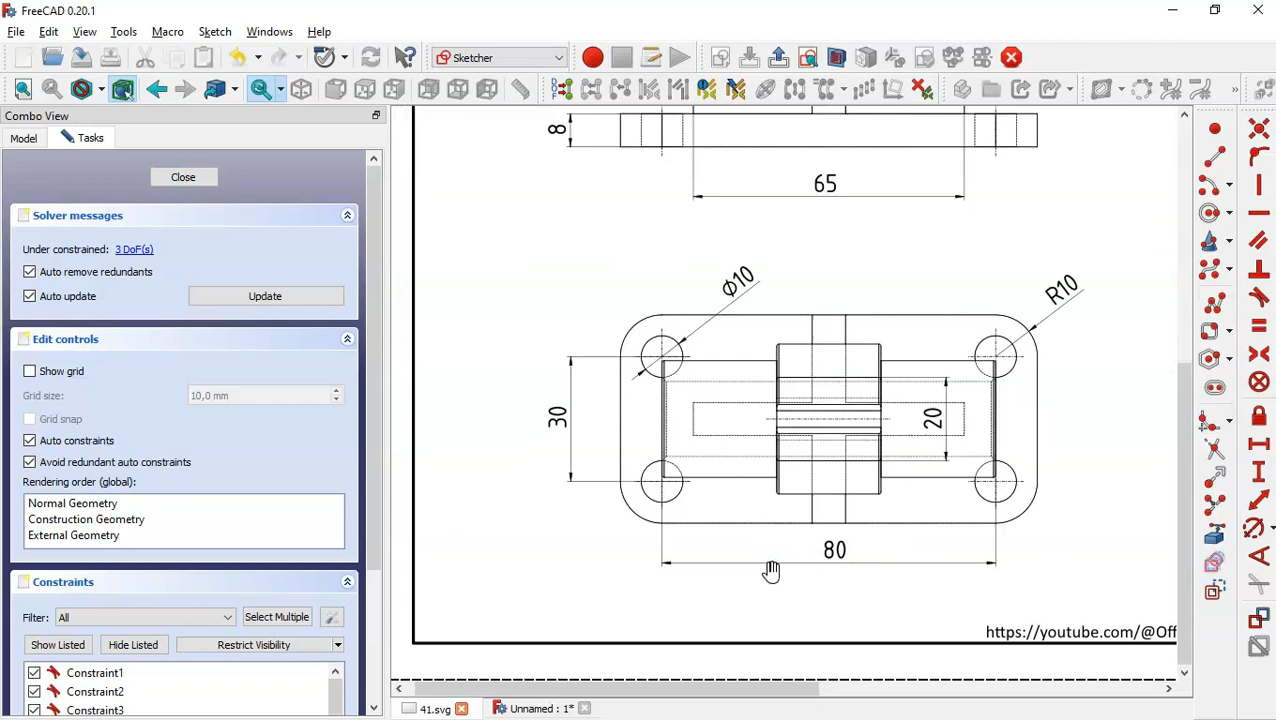 FreeCAD 0.20.1
File Edit View Tools Macro Sketch Windows Help
Sketcher
Combo View
Model Tasks
Close
Solver messages
Under constrained: 3 DoF(s)
Auto remove redundants
Auto update Update
Edit controls
Show grid
Grid size: 10,0 mm
Grid snap
Auto constraints
Avoid redundant auto constraints
Rendering order (global):
Normal Geometry
Construction Geometry
External Geometry
Constraints
Filter: All Select Multiple
Show Listed Hide Listed Restrict Visibility
Constraint1
Constraint2
Constraint3
8
65
Φ10
R10
30
20
80
https://youtube.com/@Off
41.svg Unnamed : 1*